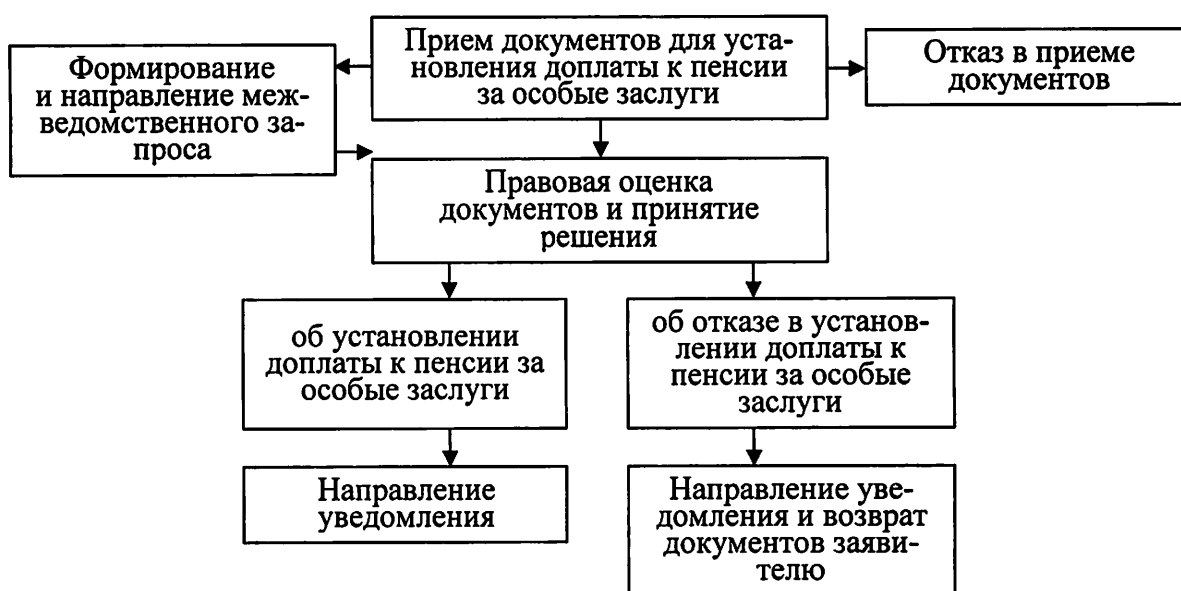 Прием документов для уста-
новления доплаты к пенсии
за особые заслуги
Формирование
и направление меж-
ведомственного за-
проса
Отказ в приеме
документов
Правовая оценка
документов и принятие
решения
об установлении
доплаты к пенсии за
особые заслуги
об отказе в установ-
лении доплаты к
пенсии за особые
заслуги
Направление
уведомления
Направление уве-
домления и возврат
документов заяви-
телю